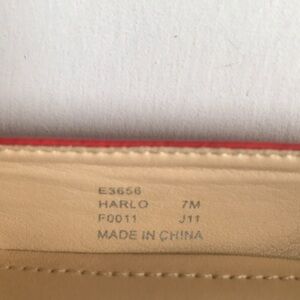 E3656
HARLO 7M
F0011 J11
MADE IN CHINA